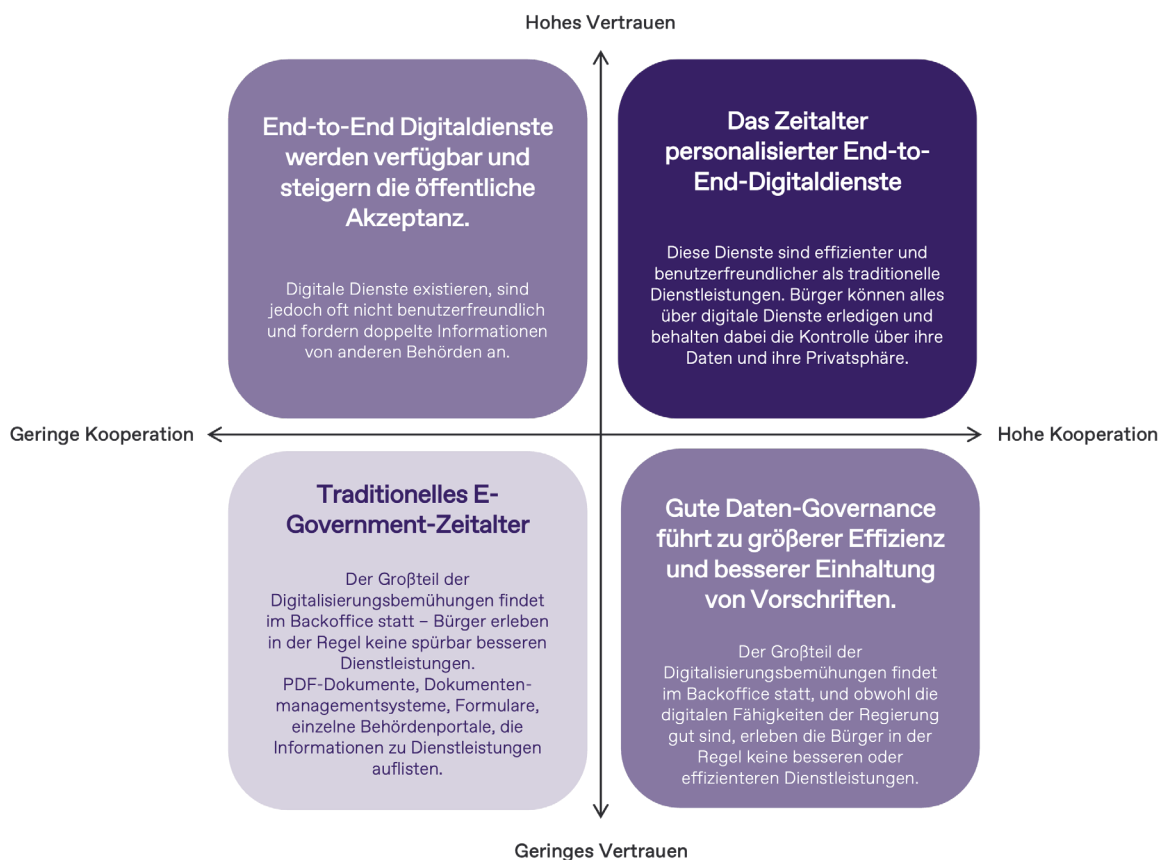 Hohes Vertrauen
End-to-End Digitaldienste
werden verfügbar und
steigern die öffentliche
Akzeptanz.
Digitale Dienste existieren, sind
jedoch oft nicht benutzerfreundlich
und fordern doppelte Informationen
von anderen Behörden an.
Das Zeitalter
personalisierter End-to-
End-Digitaldienste
Diese Dienste sind effizienter und
benutzerfreundlicher als traditionelle
Dienstleistungen. Bürger können alles
über digitale Dienste erledigen und
behalten dabei die Kontrolle über ihre
Daten und ihre Privatsphäre.
Geringe Kooperation
Hohe Kooperation
Traditionelles E-
Government-Zeitalter
Der Großteil der
Digitalisierungsbemühungen findet
im Backoffice statt – Bürger erleben
in der Regel keine spürbar besseren
Dienstleistungen.
PDF-Dokumente, Dokumenten-
managementsysteme, Formulare,
einzelne Behördenportale, die
Informationen zu Dienstleistungen
auflisten.
Gute Daten-Governance
führt zu größerer Effizienz
und besserer Einhaltung
von Vorschriften.
Der Großteil der
Digitalisierungsbemühungen findet
im Backoffice statt, und obwohl die
digitalen Fähigkeiten der Regierung
gut sind, erleben die Bürger in der
Regel keine besseren oder
effizienteren Dienstleistungen.
Geringes Vertrauen